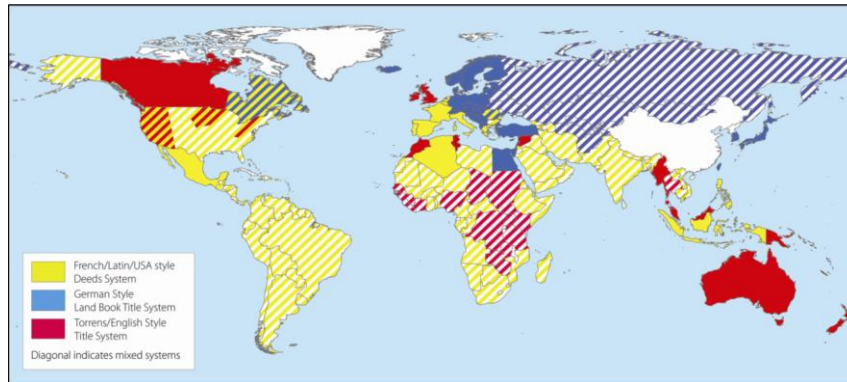 French/Latin/USA style
Deeds System
German Style
Land Book Title System
Torrens/English Style
Title System
Diagonal indicates mixed systems